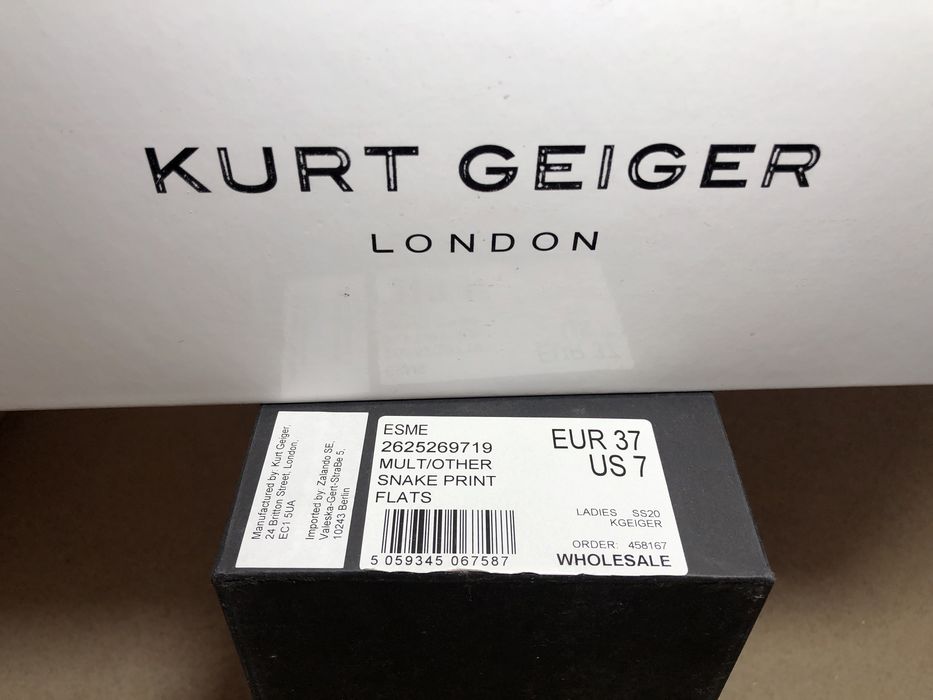 KURT GEIGER
LONDON
Manufactured by: Kurt Geiger,
24 Britton Street, London,
EC1 5UA
Imported by: Zalando SE,
Valeska-Gert-StraBe 5,
10243 Berlin
ESME
2625269719
MULT/OTHER
SNAKE PRINT
FLATS
5 059345 067587
EUR 37
US 7
LADIES SS20
KGEIGER
ORDER: 458167
WHOLESALE